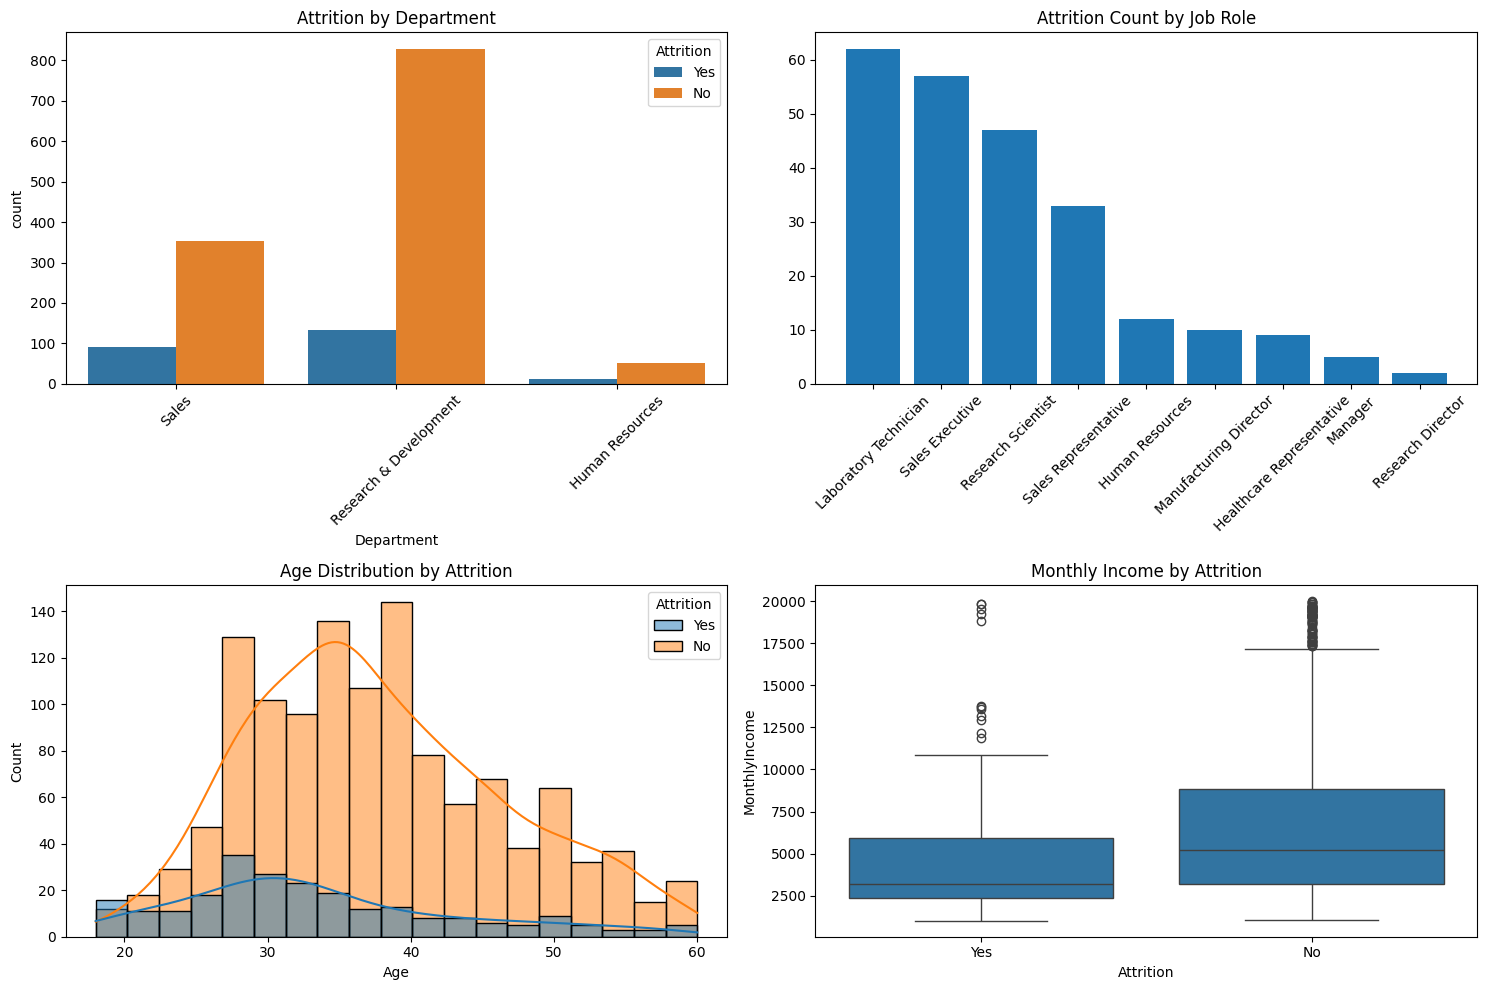 Attrition by Department
800
700
600
500
400
300
200
100
0
count
Attrition
Yes
No
Sales
Research & Development
Human Resources
Department
Attrition Count by Job Role
60
50
40
30
20
10
0
Laboratory Technician
Sales Executive
Research Scientist
Sales Representative
Human Resources
Manufacturing Director
Healthcare Representative
Manager
Research Director
Age Distribution by Attrition
140
120
100
80
60
40
20
0
Count
Attrition
Yes
No
20 30 40 50 60
Age
Monthly Income by Attrition
20000
17500
15000
12500
10000
7500
5000
2500
MonthlyIncome
Yes No
Attrition